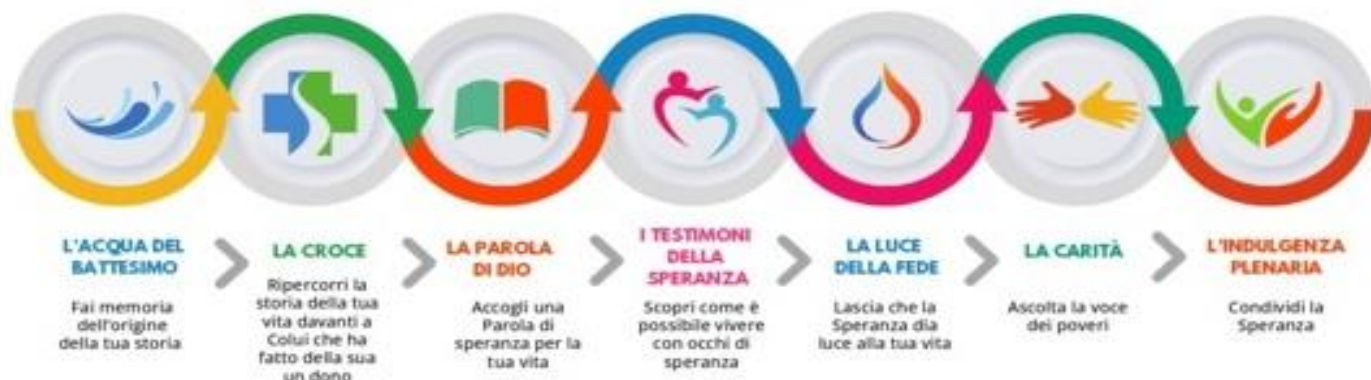 L'ACQUA DEL
BATTESIMO
Fai memoria
dell'origine
della tua storia
LA CROCE
Ripercorri la
storia della tua
vita davanti a
Colui che ha
fatto della sua
un dono
LA PAROLA
DI DIO
Accogli una
Parola di
speranza per la
tua vita
I TESTIMONI
DELLA
SPERANZA
Scopri come è
possibile vivere
con occhi di
speranza
LA LUCE
DELLA FEDE
Lascia che la
Speranza dia
luce alla tua vita
LA CARITÀ
Ascolta la voce
dei poveri
L'INDULGENZA
PLENARIA
Condividi la
Speranza